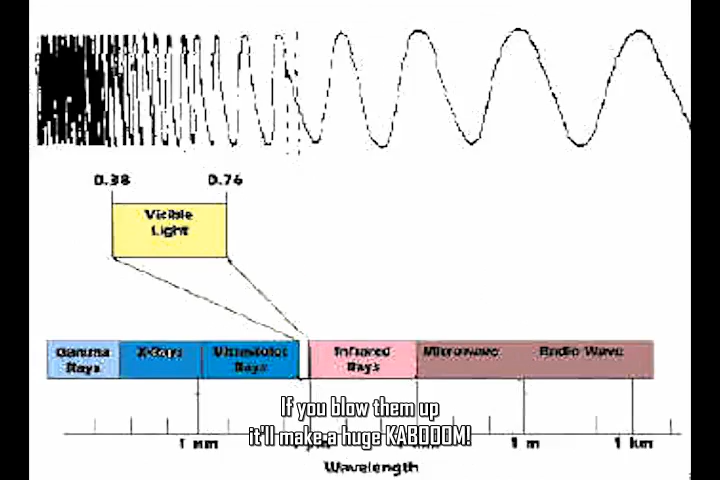 0.38 0.76
Visible
Light
Gamma
Rays
X-Rays
Ultraviolet
Rays
Infrared
Rays
Microwave
Radio Wave
If you blow them up
it'll make a huge KABOOOM!
1 nm
1 m
1 km
Wavelength